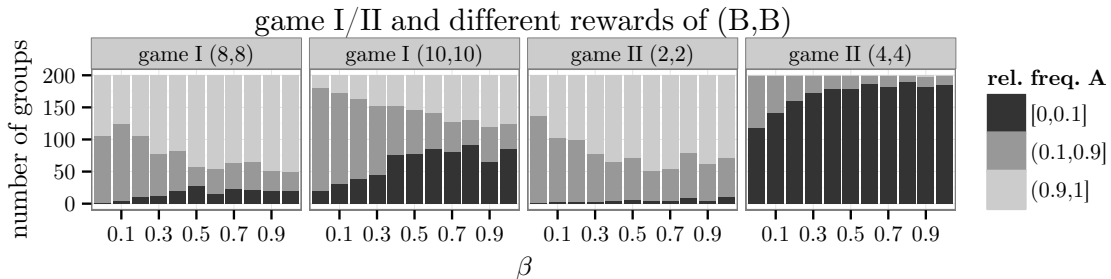 game I/II and different rewards of (B,B)
game I (8,8) game I (10,10) game II (2,2) game II (4,4)
number of groups
200
150
100
50
0
0.1 0.3 0.5 0.7 0.9 0.1 0.3 0.5 0.7 0.9 0.1 0.3 0.5 0.7 0.9 0.1 0.3 0.5 0.7 0.9
β
rel. freq. A
[0,0.1]
(0.1,0.9]
(0.9,1]